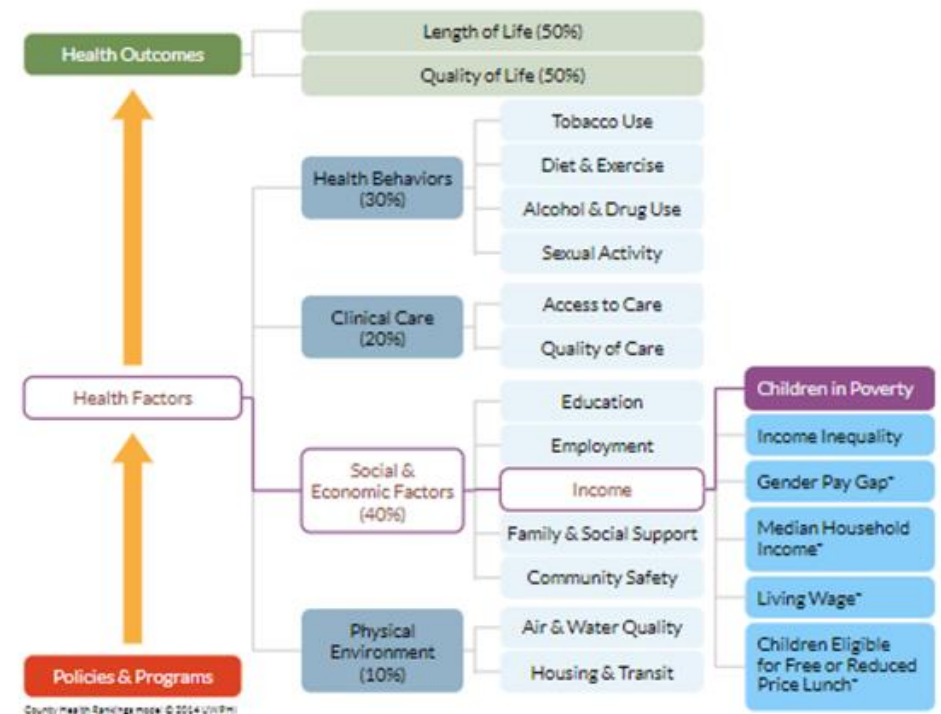 Health Outcomes
Length of Life (50%)
Quality of Life (50%)
Health Behaviors
(30%)
Tobacco Use
Diet & Exercise
Alcohol & Drug Use
Sexual Activity
Clinical Care
(20%)
Access to Care
Quality of Care
Health Factors
Social &
Economic Factors
(40%)
Education
Employment
Income
Family & Social Support
Community Safety
Children in Poverty
Income Inequality
Gender Pay Gap*
Median Household
Income*
Living Wage*
Children Eligible
for Free or Reduced
Price Lunch*
Physical
Environment
(10%)
Air & Water Quality
Housing & Transit
Policies & Programs
County Health Rankings model © 2014 UWPHI